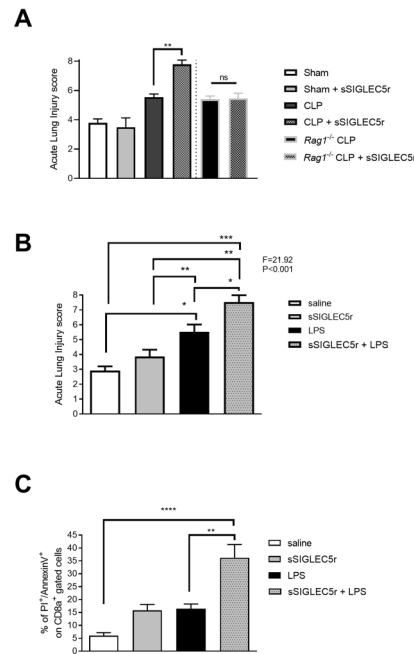 A
**
ns
8
6
4
2
0
Acute Lung Injury score
Sham
Sham + sSIGLEC5r
CLP
CLP + sSIGLEC5r
Rag1-/- CLP
Rag1-/- CLP + sSIGLEC5r
B
***
**
F=21.92
P<0.001
**
*
*
8
7
6
5
4
3
2
1
0
Acute Lung Injury score
saline
sSIGLEC5r
LPS
sSIGLEC5r + LPS
C
****
**
45
40
35
30
25
20
15
10
5
0
% of PI+/AnnexinV+
on CD8a+ gated cells
saline
sSIGLEC5r
LPS
sSIGLEC5r + LPS